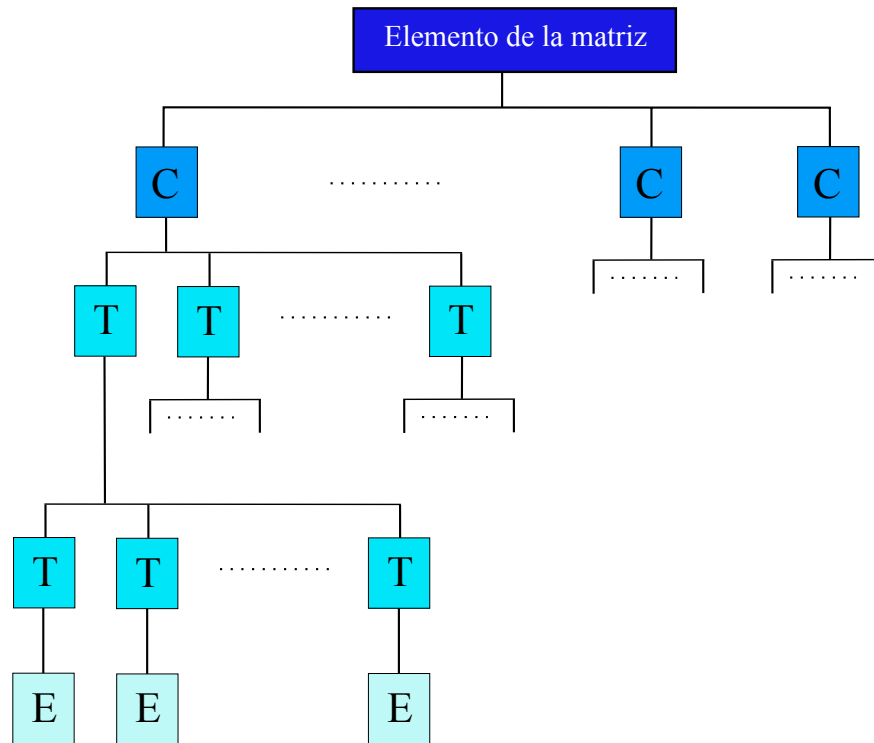 Elemento de la matriz
C ........... C C
....... .......
T T ........... T
....... .......
T T ........... T
E E E